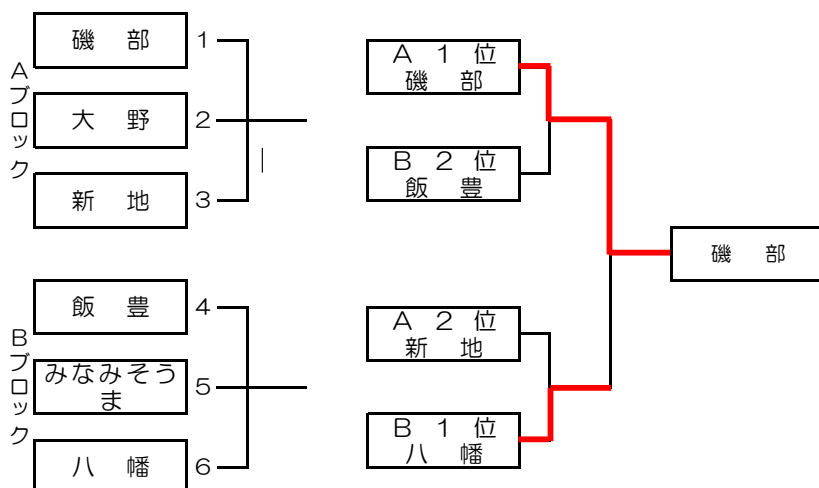 Aブロック
磯 部 1
大 野 2
新 地 3
Bブロック
飯 豊 4
みなみそう
ま
5
八 幡 6
A 1 位
磯 部
B 2 位
飯 豊
A 2 位
新 地
B 1 位
八 幡
磯 部